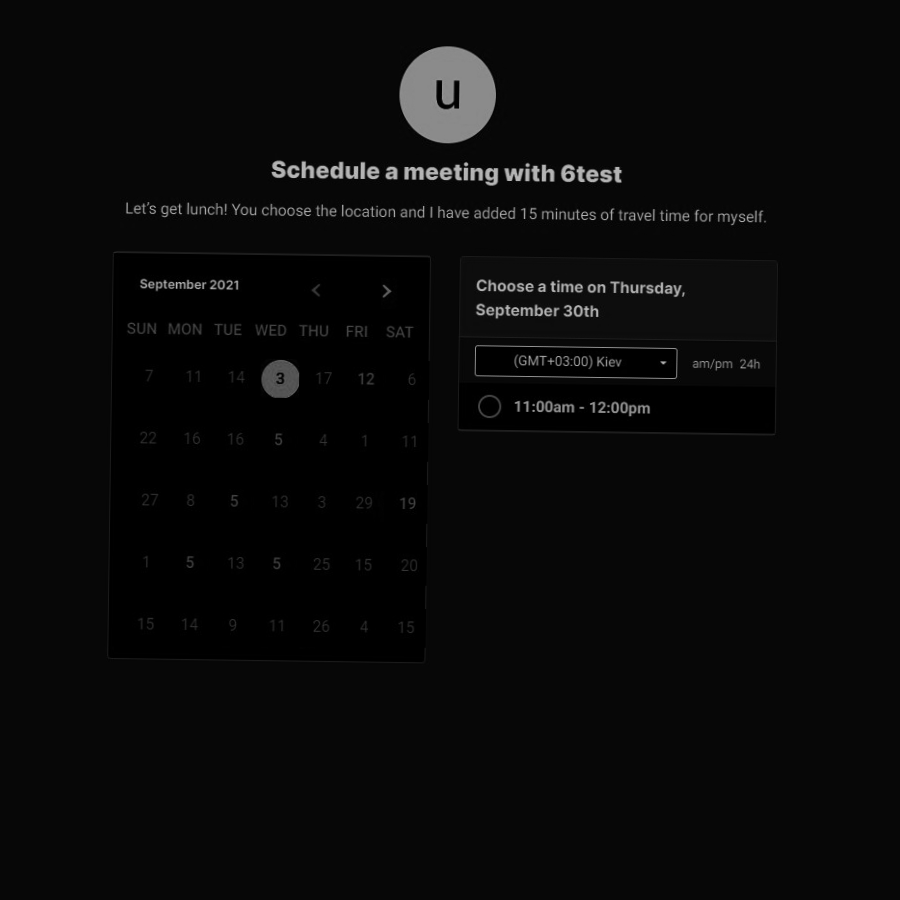 u
Schedule a meeting with 6test
Let's get lunch! You choose the location and I have added 15 minutes of travel time for myself.
September 2021 < >
SUN MON TUE WED THU FRI SAT
7 11 14 3 17 12 6
22 16 16 5 4 1 11
27 8 5 13 3 29 19
1 5 13 5 25 15 20
15 14 9 11 26 4 15
Choose a time on Thursday,
September 30th
(GMT+03:00) Kiev am/pm 24h
11:00am - 12:00pm